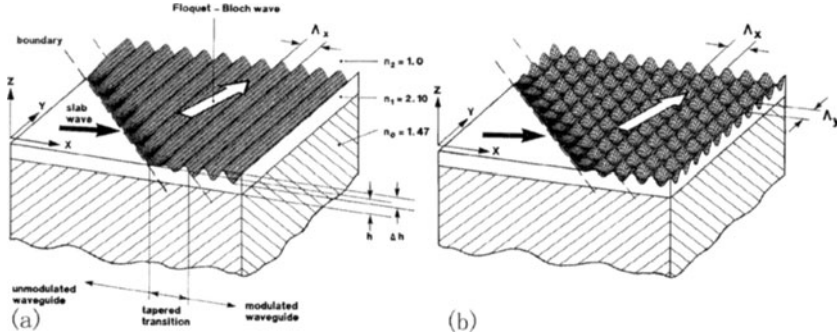 Floquet – Bloch wave
boundary
Λx
n2 = 1.0
n1 = 2.10
n0 = 1.47
Z
Y
X
slab
wave
h
Δh
unmodulated
waveguide
tapered
transition
modulated
waveguide
(a)
Λx
Λy
Z
Y
X
(b)